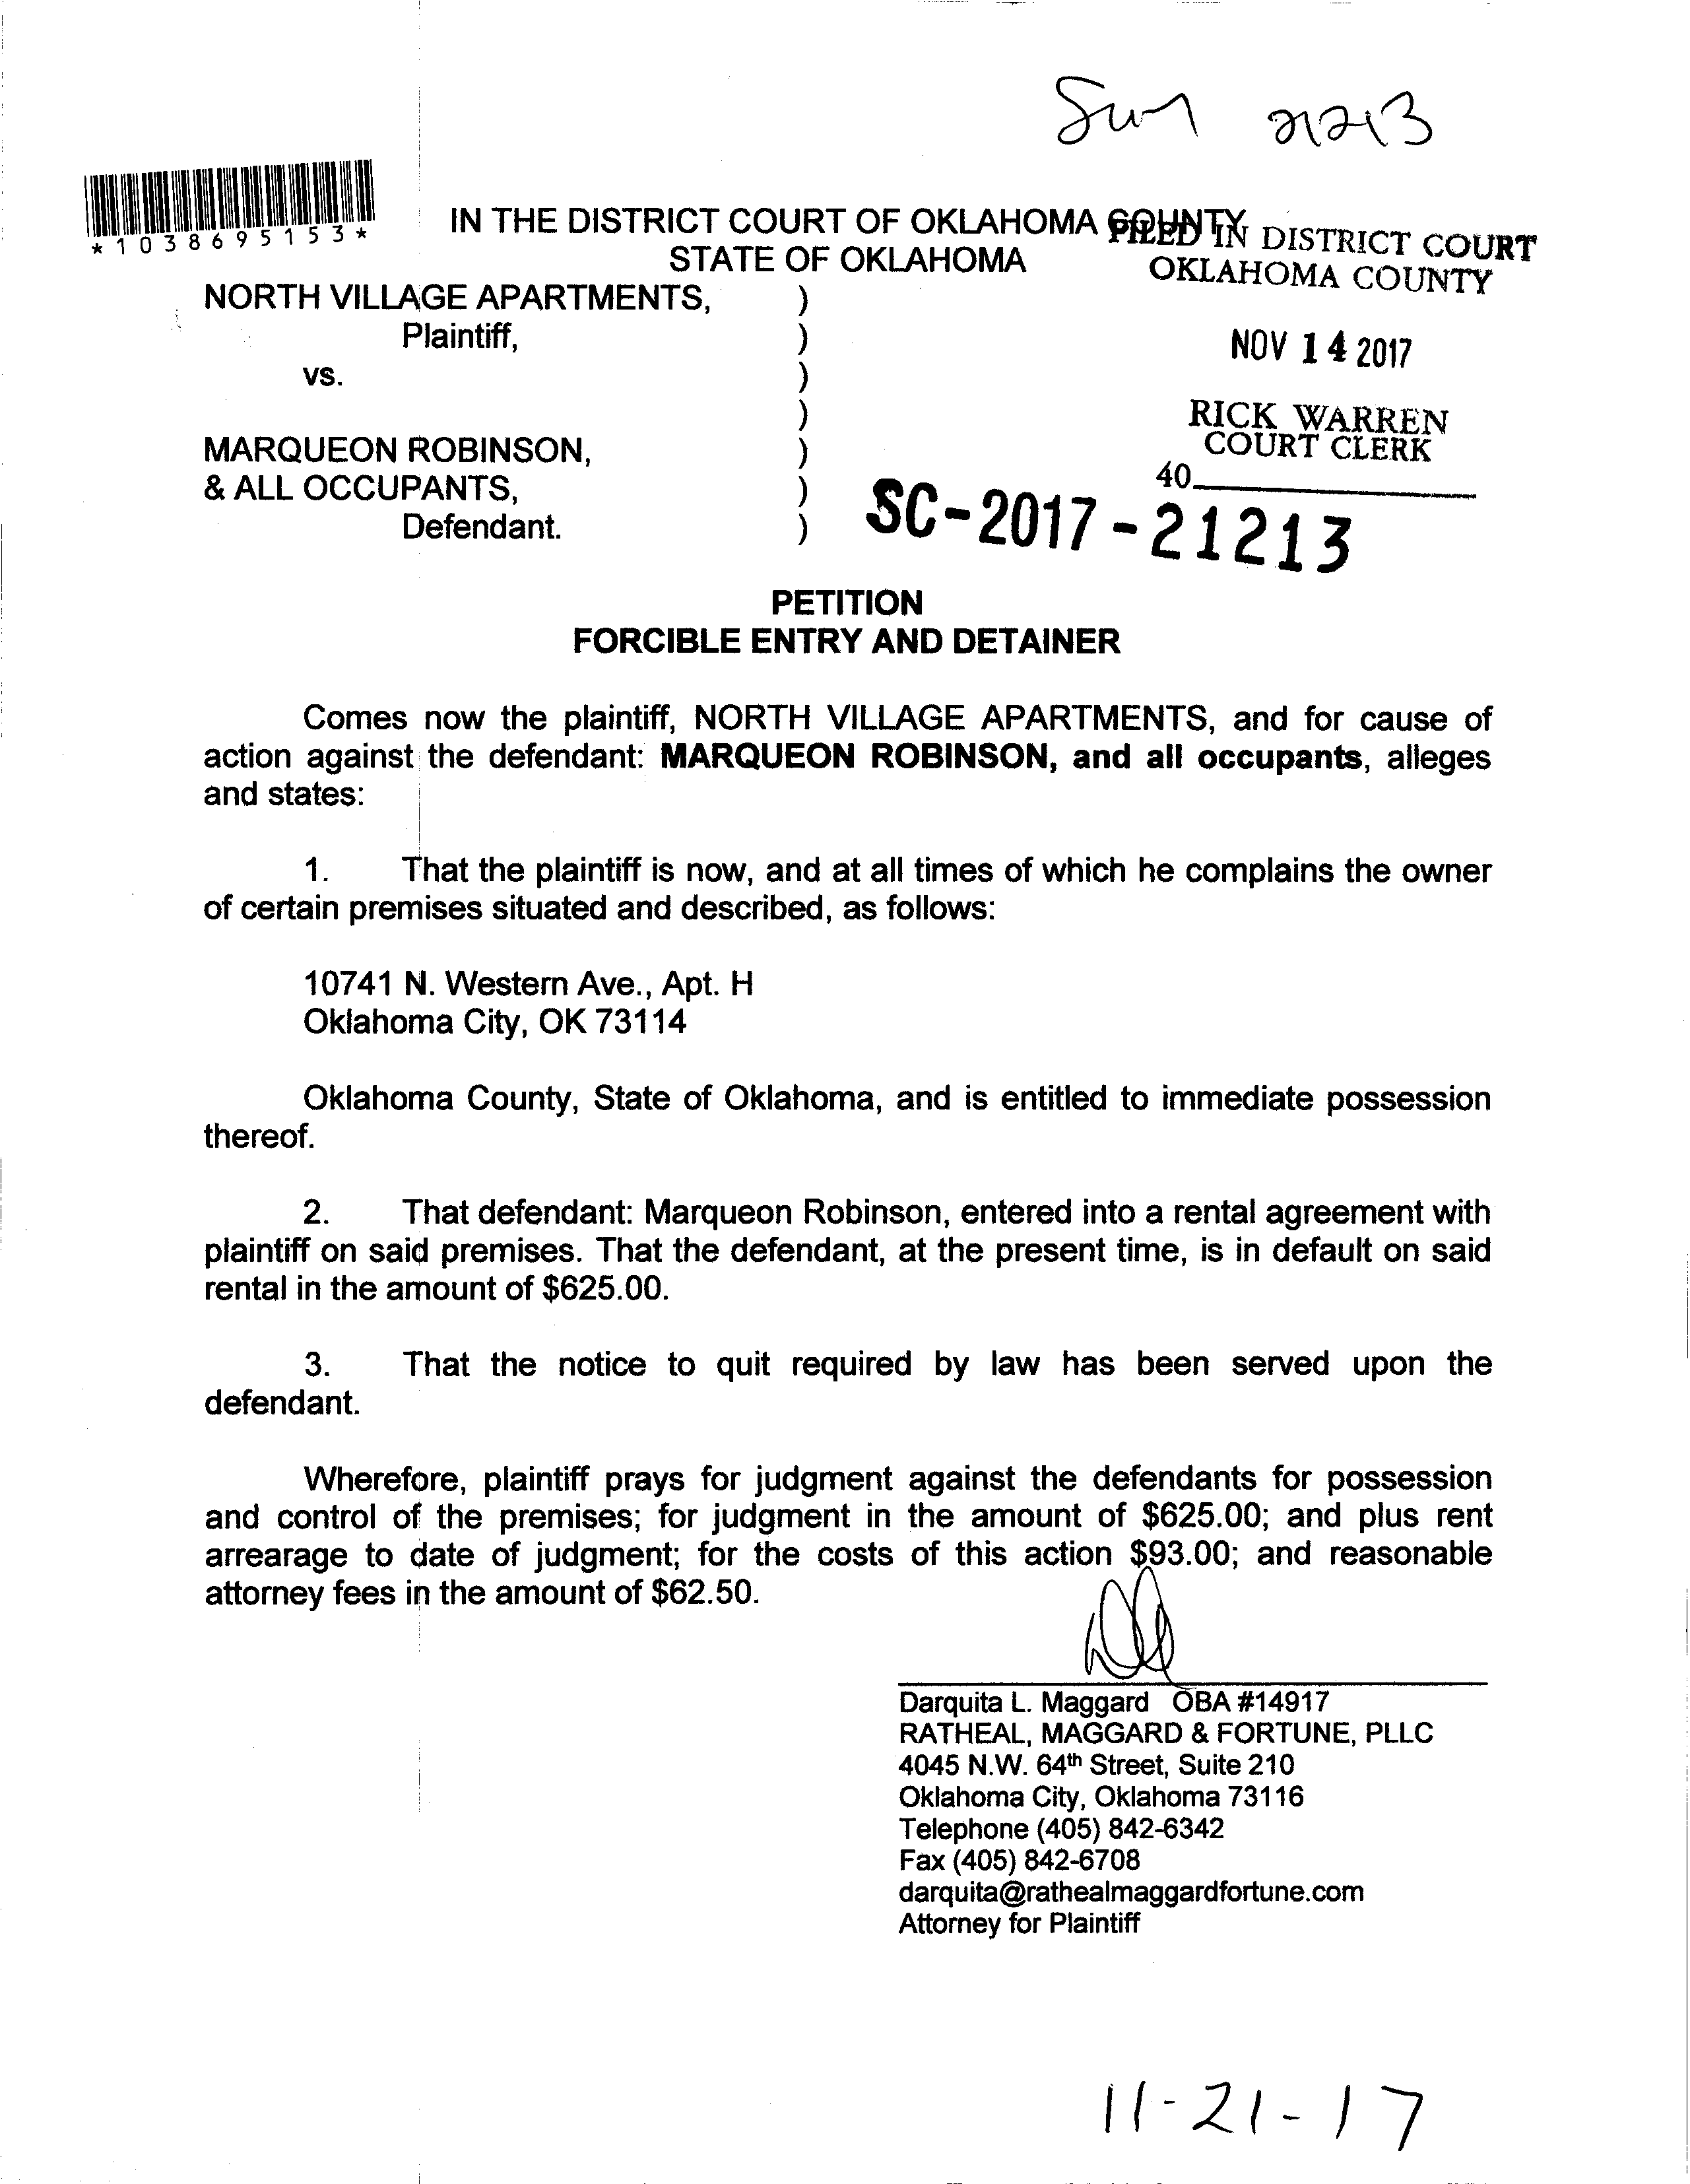 21213
*1038695153*
IN THE DISTRICT COURT OF OKLAHOMA COUNTY
STATE OF OKLAHOMA
FILED IN DISTRICT COURT
OKLAHOMA COUNTY
NORTH VILLAGE APARTMENTS, )
Plaintiff, )
vs. )
)
MARQUEON ROBINSON, )
& ALL OCCUPANTS, )
Defendant. )
NOV 14 2017
RICK WARREN
COURT CLERK
40
SC-2017-21213
PETITION
FORCIBLE ENTRY AND DETAINER
Comes now the plaintiff, NORTH VILLAGE APARTMENTS, and for cause of
action against the defendant: MARQUEON ROBINSON, and all occupants, alleges
and states:
1. That the plaintiff is now, and at all times of which he complains the owner
of certain premises situated and described, as follows:
10741 N. Western Ave., Apt. H
Oklahoma City, OK 73114
Oklahoma County, State of Oklahoma, and is entitled to immediate possession
thereof.
2. That defendant: Marqueon Robinson, entered into a rental agreement with
plaintiff on said premises. That the defendant, at the present time, is in default on said
rental in the amount of $625.00.
3. That the notice to quit required by law has been served upon the
defendant.
Wherefore, plaintiff prays for judgment against the defendants for possession
and control of the premises; for judgment in the amount of $625.00; and plus rent
arrearage to date of judgment; for the costs of this action $93.00; and reasonable
attorney fees in the amount of $62.50.
Darquita L. Maggard OBA #14917
RATHEAL, MAGGARD & FORTUNE, PLLC
4045 N.W. 64th Street, Suite 210
Oklahoma City, Oklahoma 73116
Telephone (405) 842-6342
Fax (405) 842-6708
darquita@rathealmaggardfortune.com
Attorney for Plaintiff
11-21-17